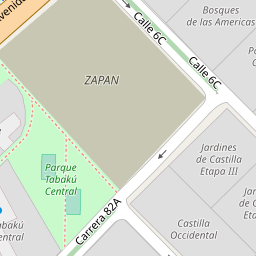 Bosques
de las Americas
Calle 6C
Calle 6C
ZAPAN
Jardines
de Castilla
Etapa III
Parque
Tabakú
Central
Carrera 82A
Castilla
Occidental
Tabakú
Central